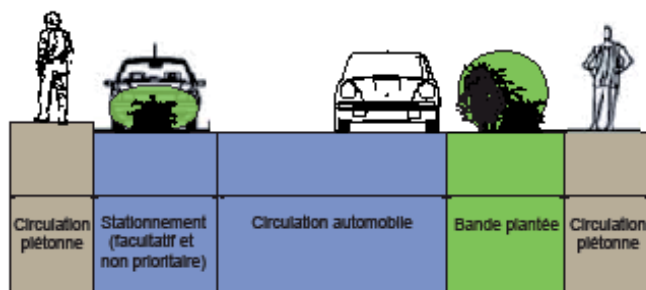 Circulation
piétonne
Stationnement
(facultatif et
non prioritaire)
Circulation automobile
Bande plantée
Circulation
piétonne